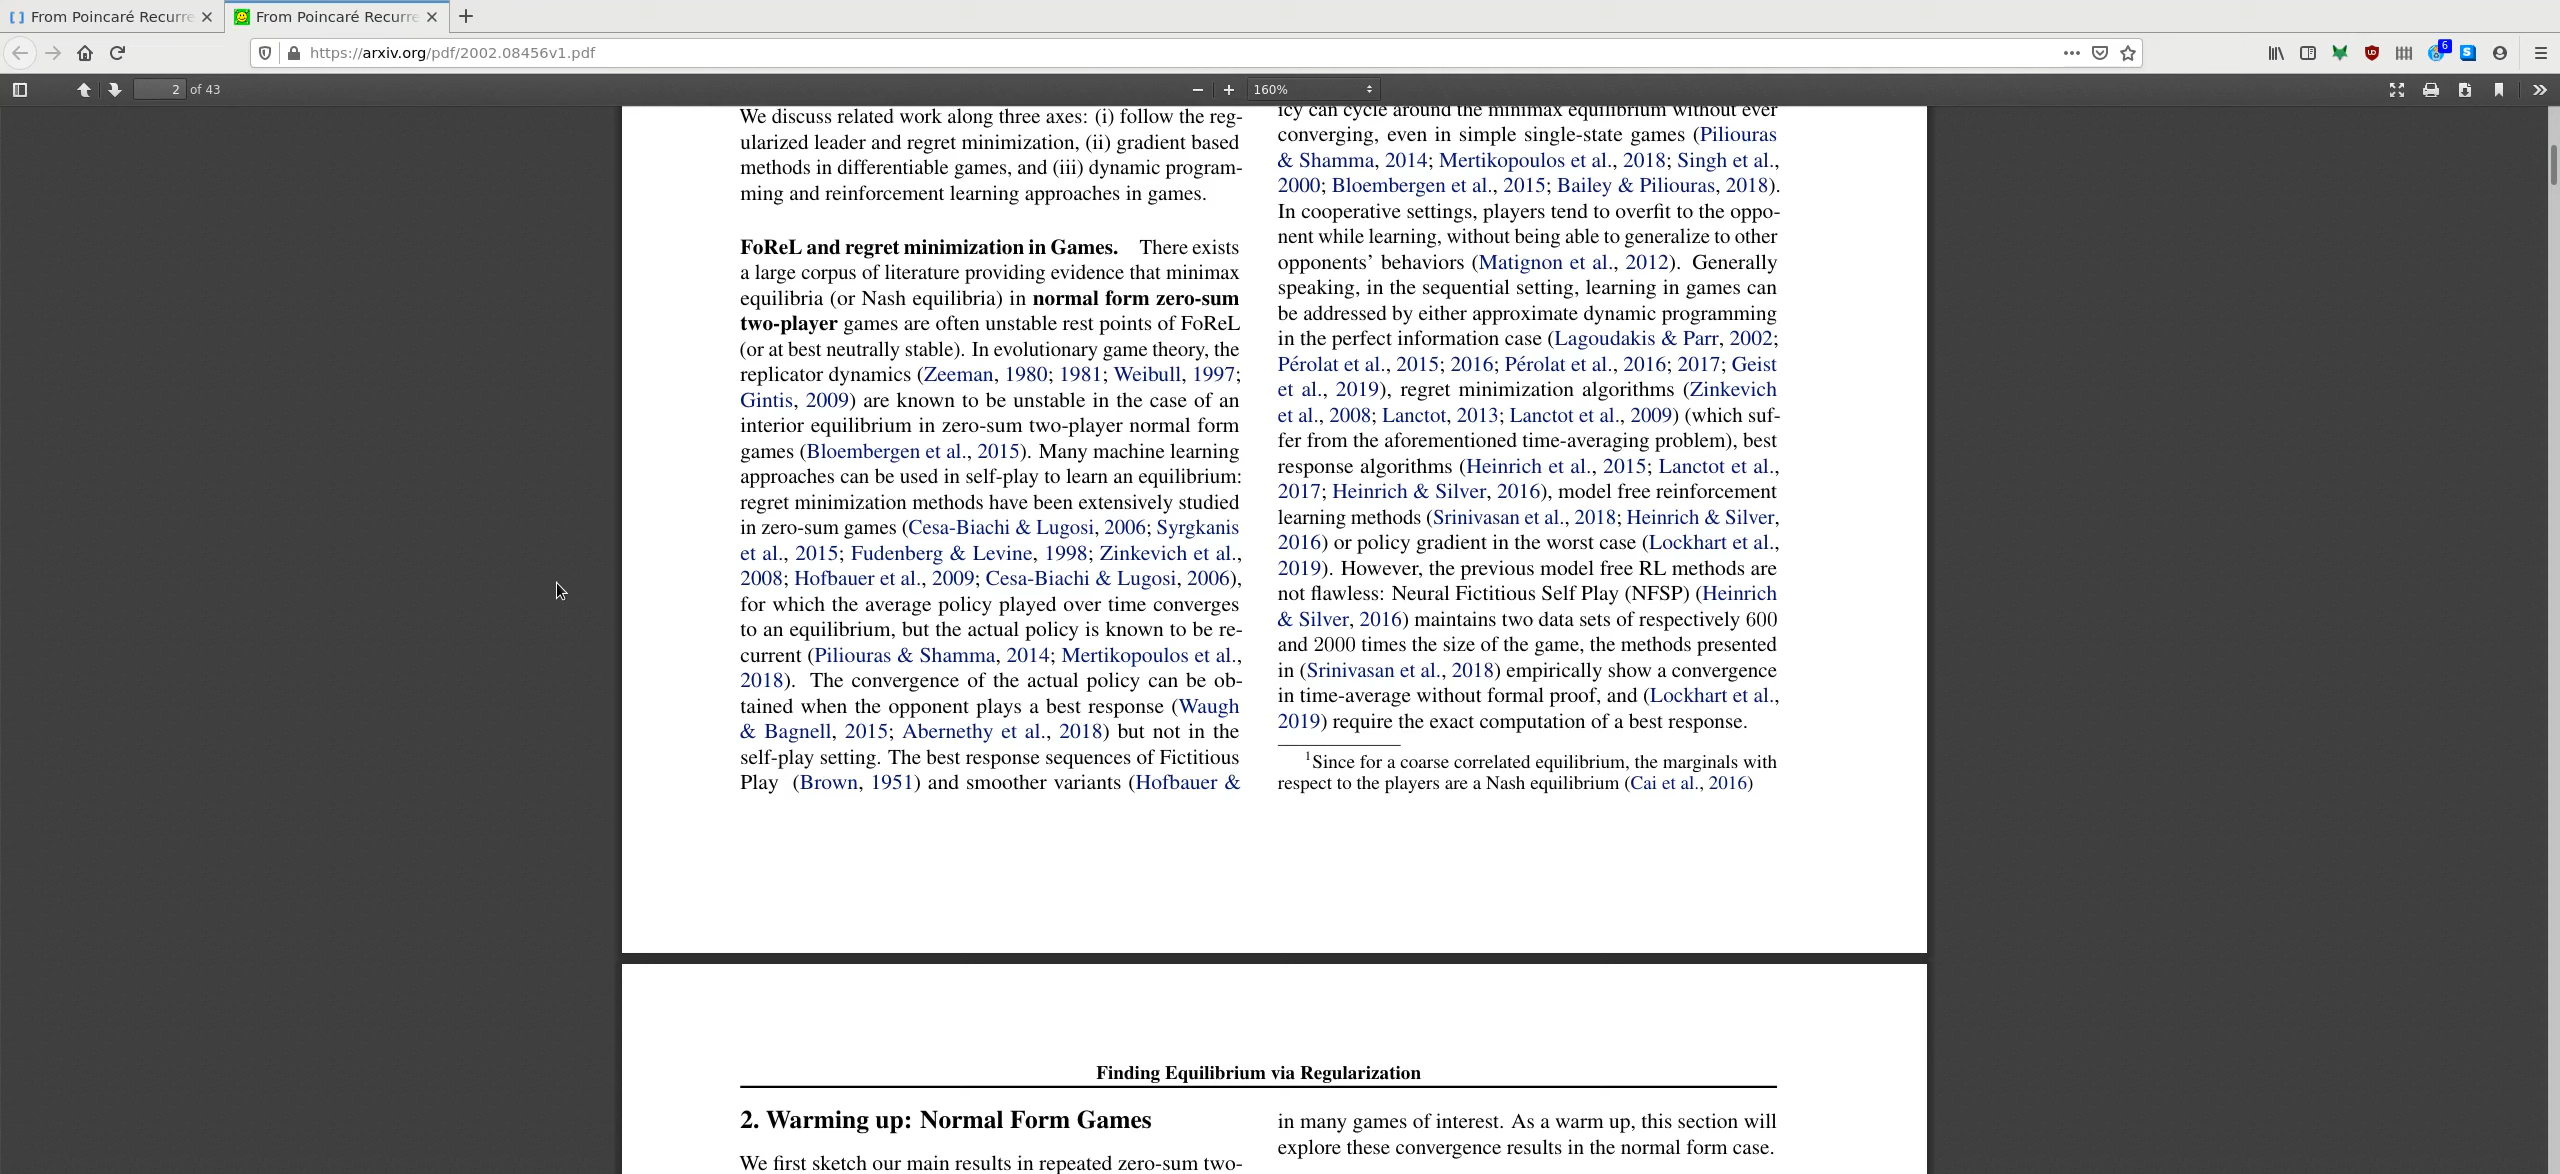 From Poincaré Recurre
From Poincaré Recurre
https://arxiv.org/pdf/2002.08456v1.pdf
6
2 of 43
160%
We discuss related work along three axes: (i) follow the reg-
ularized leader and regret minimization, (ii) gradient based
methods in differentiable games, and (iii) dynamic program-
ming and reinforcement learning approaches in games.
FoReL and regret minimization in Games. There exists
a large corpus of literature providing evidence that minimax
equilibria (or Nash equilibria) in normal form zero-sum
two-player games are often unstable rest points of FoReL
(or at best neutrally stable). In evolutionary game theory, the
replicator dynamics (Zeeman, 1980; 1981; Weibull, 1997;
Gintis, 2009) are known to be unstable in the case of an
interior equilibrium in zero-sum two-player normal form
games (Bloembergen et al., 2015). Many machine learning
approaches can be used in self-play to learn an equilibrium:
regret minimization methods have been extensively studied
in zero-sum games (Cesa-Biachi & Lugosi, 2006; Syrgkanis
et al., 2015; Fudenberg & Levine, 1998; Zinkevich et al.,
2008; Hofbauer et al., 2009; Cesa-Biachi & Lugosi, 2006),
for which the average policy played over time converges
to an equilibrium, but the actual policy is known to be re-
current (Piliouras & Shamma, 2014; Mertikopoulos et al.,
2018). The convergence of the actual policy can be ob-
tained when the opponent plays a best response (Waugh
& Bagnell, 2015; Abernethy et al., 2018) but not in the
self-play setting. The best response sequences of Fictitious
Play (Brown, 1951) and smoother variants (Hofbauer &
icy can cycle around the minimax equilibrium without ever
converging, even in simple single-state games (Piliouras
& Shamma, 2014; Mertikopoulos et al., 2018; Singh et al.,
2000; Bloembergen et al., 2015; Bailey & Piliouras, 2018).
In cooperative settings, players tend to overfit to the oppo-
nent while learning, without being able to generalize to other
opponents' behaviors (Matignon et al., 2012). Generally
speaking, in the sequential setting, learning in games can
be addressed by either approximate dynamic programming
in the perfect information case (Lagoudakis & Parr, 2002;
Pérolat et al., 2015; 2016; Pérolat et al., 2016; 2017; Geist
et al., 2019), regret minimization algorithms (Zinkevich
et al., 2008; Lanctot, 2013; Lanctot et al., 2009) (which suf-
fer from the aforementioned time-averaging problem), best
response algorithms (Heinrich et al., 2015; Lanctot et al.,
2017; Heinrich & Silver, 2016), model free reinforcement
learning methods (Srinivasan et al., 2018; Heinrich & Silver,
2016) or policy gradient in the worst case (Lockhart et al.,
2019). However, the previous model free RL methods are
not flawless: Neural Fictitious Self Play (NFSP) (Heinrich
& Silver, 2016) maintains two data sets of respectively 600
and 2000 times the size of the game, the methods presented
in (Srinivasan et al., 2018) empirically show a convergence
in time-average without formal proof, and (Lockhart et al.,
2019) require the exact computation of a best response.
1Since for a coarse correlated equilibrium, the marginals with
respect to the players are a Nash equilibrium (Cai et al., 2016)
Finding Equilibrium via Regularization
2. Warming up: Normal Form Games
We first sketch our main results in repeated zero-sum two-
in many games of interest. As a warm up, this section will
explore these convergence results in the normal form case.